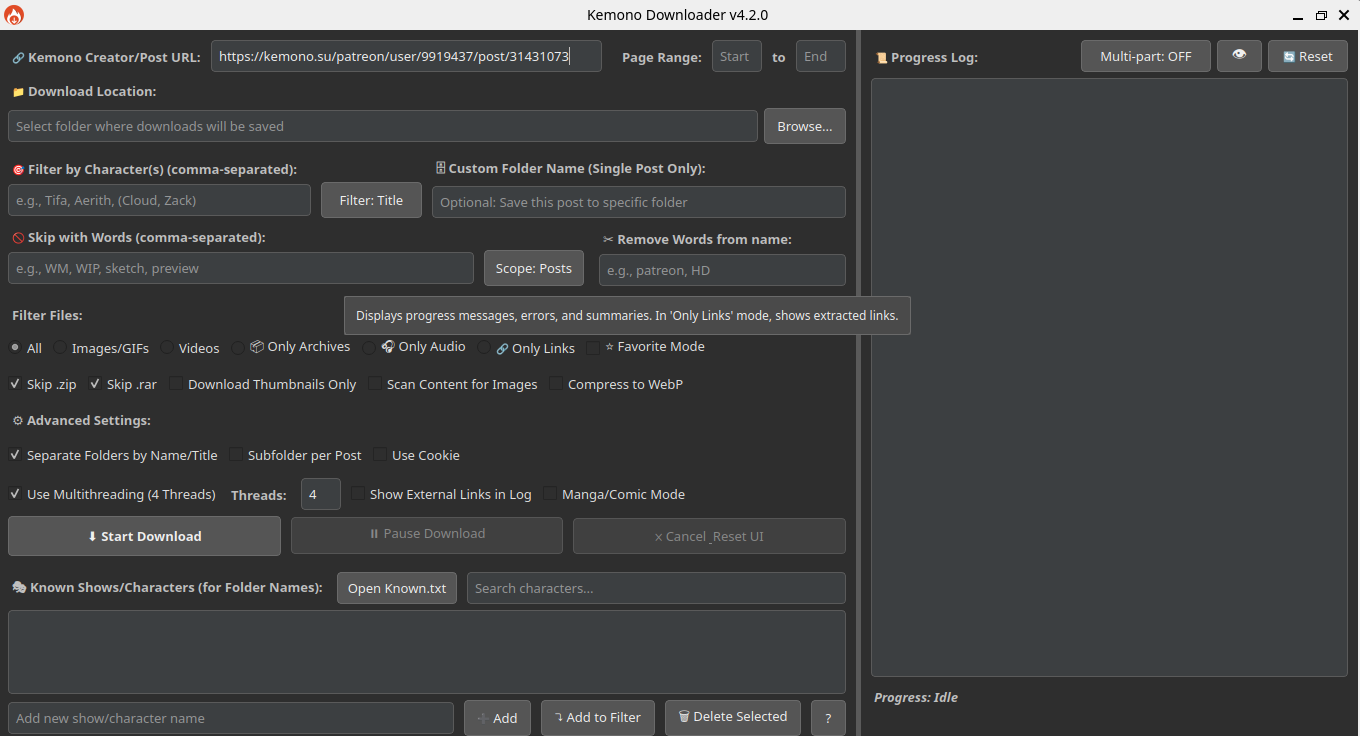 Kemono Downloader v4.2.0
🔗 Kemono Creator/Post URL: https://kemono.su/patreon/user/9919437/post/31431073 Page Range: Start to End
📁 Download Location:
Select folder where downloads will be saved Browse...
🎯 Filter by Character(s) (comma-separated): 🗄 Custom Folder Name (Single Post Only):
e.g., Tifa, Aerith, (Cloud, Zack) Filter: Title Optional: Save this post to specific folder
🚫 Skip with Words (comma-separated): ✂ Remove Words from name:
e.g., WM, WIP, sketch, preview Scope: Posts e.g., patreon, HD
Displays progress messages, errors, and summaries. In 'Only Links' mode, shows extracted links.
Filter Files:
All Images/GIFs Videos 📦 Only Archives 🎧 Only Audio 🔗 Only Links ⭐ Favorite Mode
Skip .zip Skip .rar Download Thumbnails Only Scan Content for Images Compress to WebP
⚙ Advanced Settings:
Separate Folders by Name/Title Subfolder per Post Use Cookie
Use Multithreading (4 Threads) Threads: 4 Show External Links in Log Manga/Comic Mode
⬇ Start Download ⏸ Pause Download x Cancel _Reset UI
🎭 Known Shows/Characters (for Folder Names): Open Known.txt Search characters...
Add new show/character name ➕ Add ⤵ Add to Filter 🗑 Delete Selected ?
📜 Progress Log: Multi-part: OFF 👁 🔄 Reset
Progress: Idle